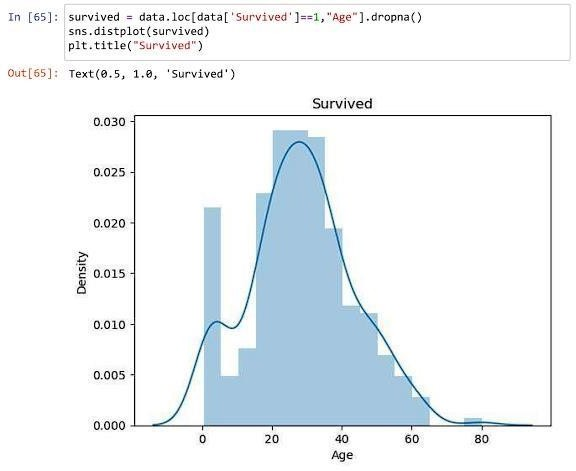 In [65]: survived = data.loc[data['Survived']==1,"Age"].dropna()
sns.distplot(survived)
plt.title("Survived")
Out[65]: Text(0.5, 1.0, 'Survived')
Survived
0.030
0.025
0.020
0.015
0.010
0.005
0.000
Density
0 20 40 60 80
Age